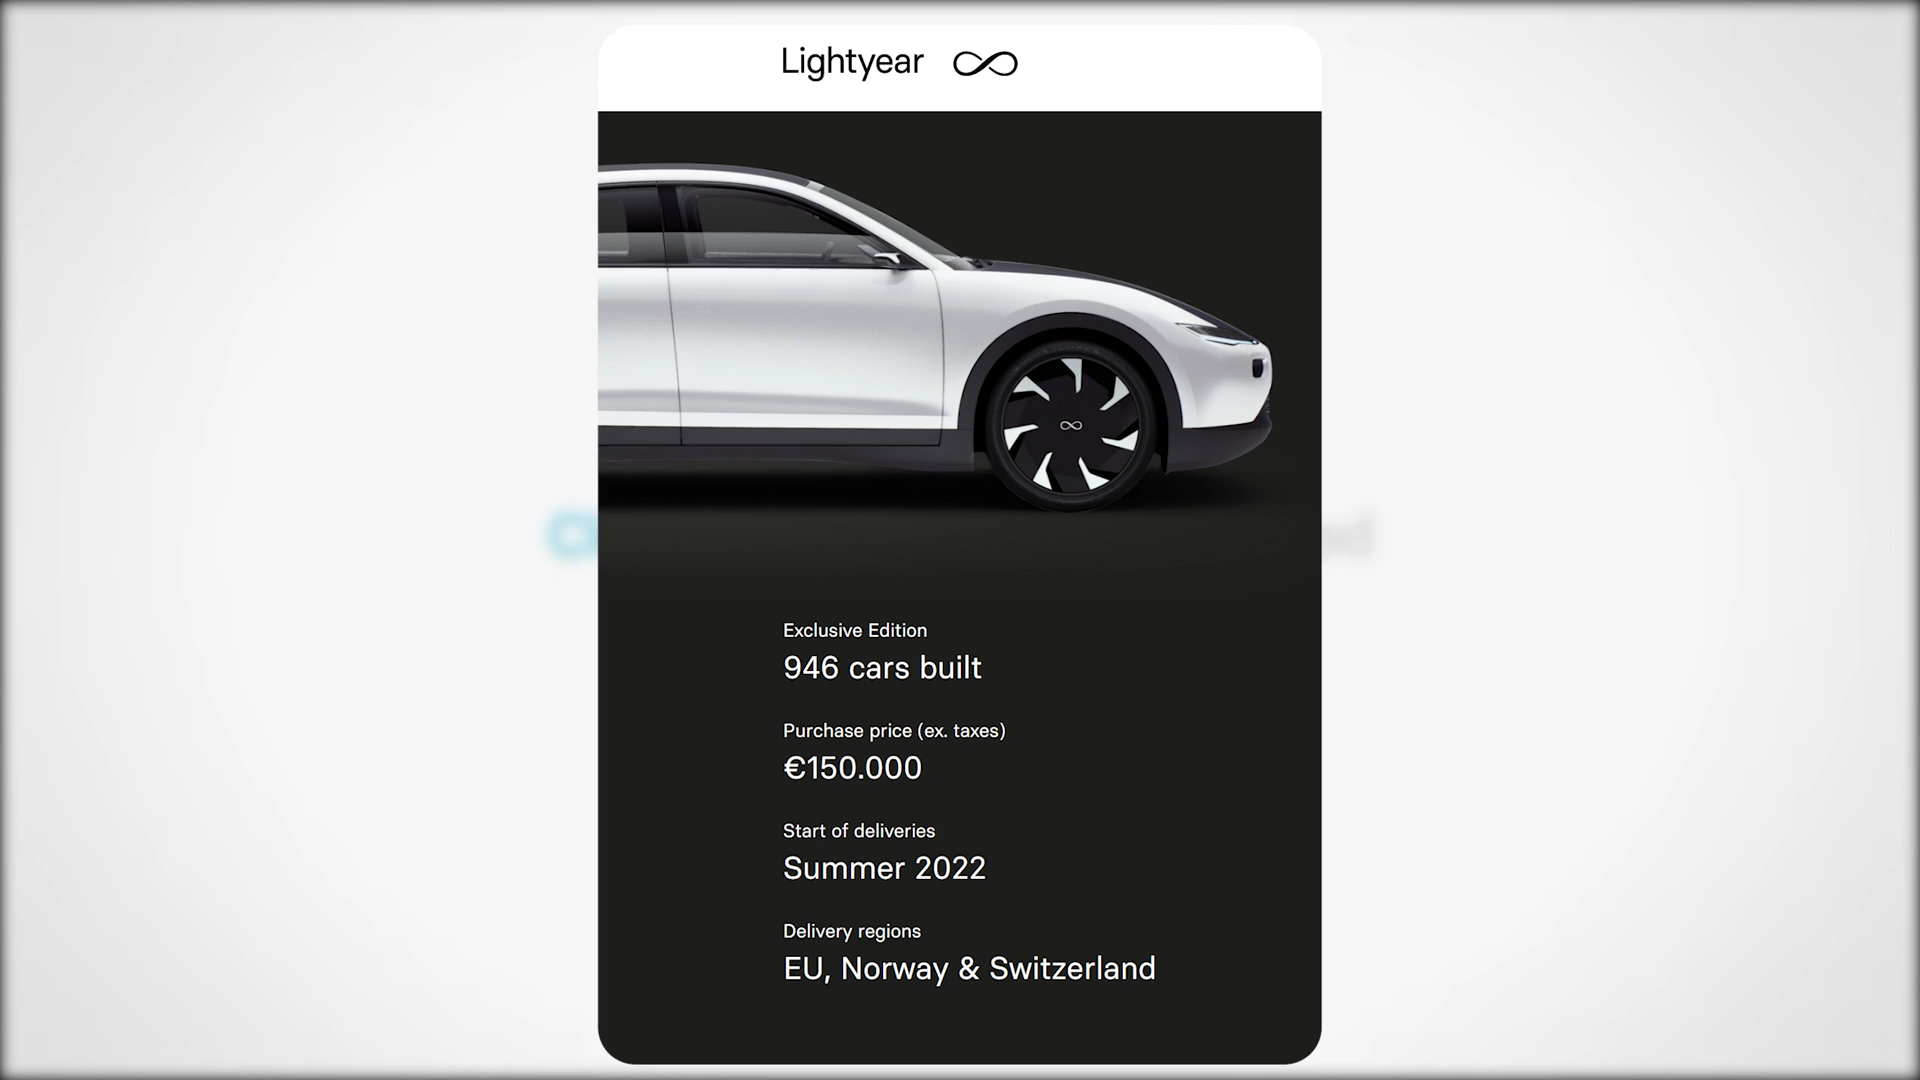 Lightyear
Exclusive Edition
946 cars built
Purchase price (ex. taxes)
€150.000
Start of deliveries
Summer 2022
Delivery regions
EU, Norway & Switzerland